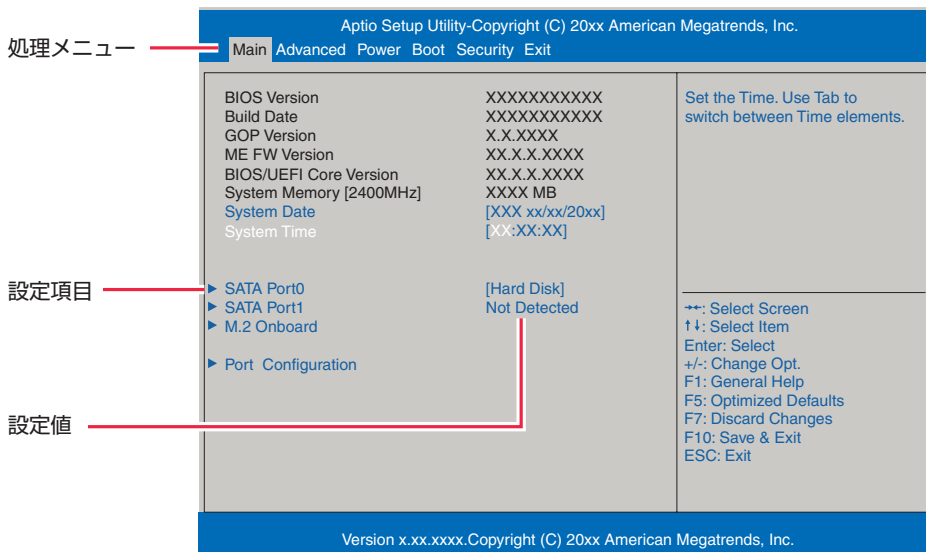 Aptio Setup Utility-Copyright (C) 20xx American Megatrends, Inc.
処理メニュー
Main Advanced Power Boot Security Exit
BIOS Version XXXXXXXXXXX
Build Date XXXXXXXXXXX
GOP Version X.X.XXXX
ME FW Version XX.X.X.XXXX
BIOS/UEFI Core Version XX.X.X.XXXX
System Memory [2400MHz] XXXX MB
System Date [XXX xx/xx/20xx]
System Time [XX:XX:XX]
設定項目
▶ SATA Port0 [Hard Disk]
▶ SATA Port1 Not Detected
▶ M.2 Onboard
▶ Port Configuration
設定値
Set the Time. Use Tab to
switch between Time elements.
→←: Select Screen
↑↓: Select Item
Enter: Select
+/-: Change Opt.
F1: General Help
F5: Optimized Defaults
F7: Discard Changes
F10: Save & Exit
ESC: Exit
Version x.xx.xxxx.Copyright (C) 20xx American Megatrends, Inc.